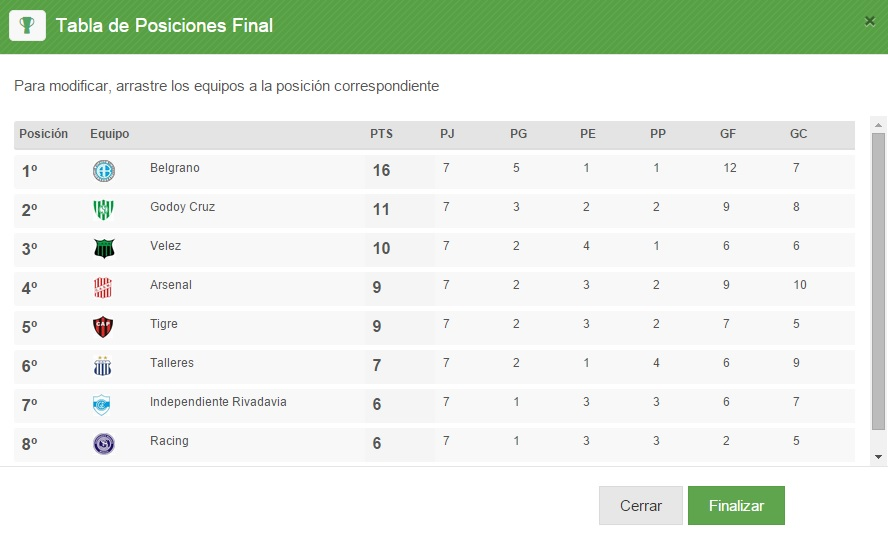 Tabla de Posiciones Final
×
Para modificar, arrastre los equipos a la posición correspondiente
Posición Equipo PTS PJ PG PE PP GF GC
1º Belgrano 16 7 5 1 1 12 7
2º Godoy Cruz 11 7 3 2 2 9 8
3º Velez 10 7 2 4 1 6 6
4º Arsenal 9 7 2 3 2 9 10
5º Tigre 9 7 2 3 2 7 5
6º Talleres 7 7 2 1 4 6 9
7º Independiente Rivadavia 6 7 1 3 3 6 7
8º Racing 6 7 1 3 3 2 5
Cerrar Finalizar